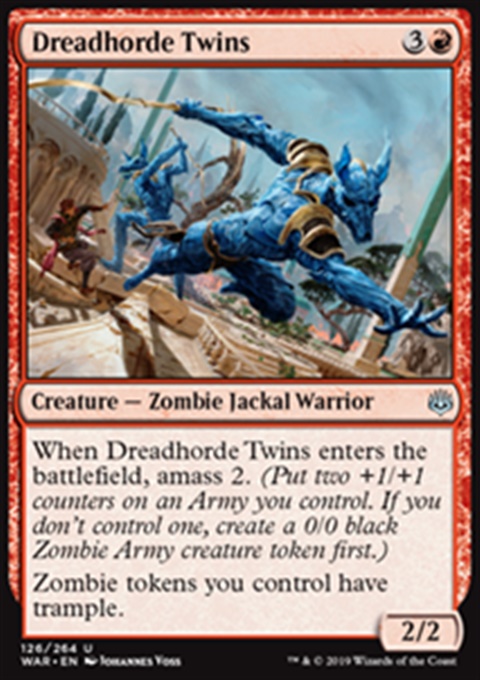 Dreadhorde Twins 3
Creature — Zombie Jackal Warrior
When Dreadhorde Twins enters the
battlefield, amass 2. (Put two +1/+1
counters on an Army you control. If you
don't control one, create a 0/0 black
Zombie Army creature token first.)
Zombie tokens you control have
trample.
2/2
126/264 U
WAR • EN Johannes Voss
™ & © 2019 Wizards of the Coast